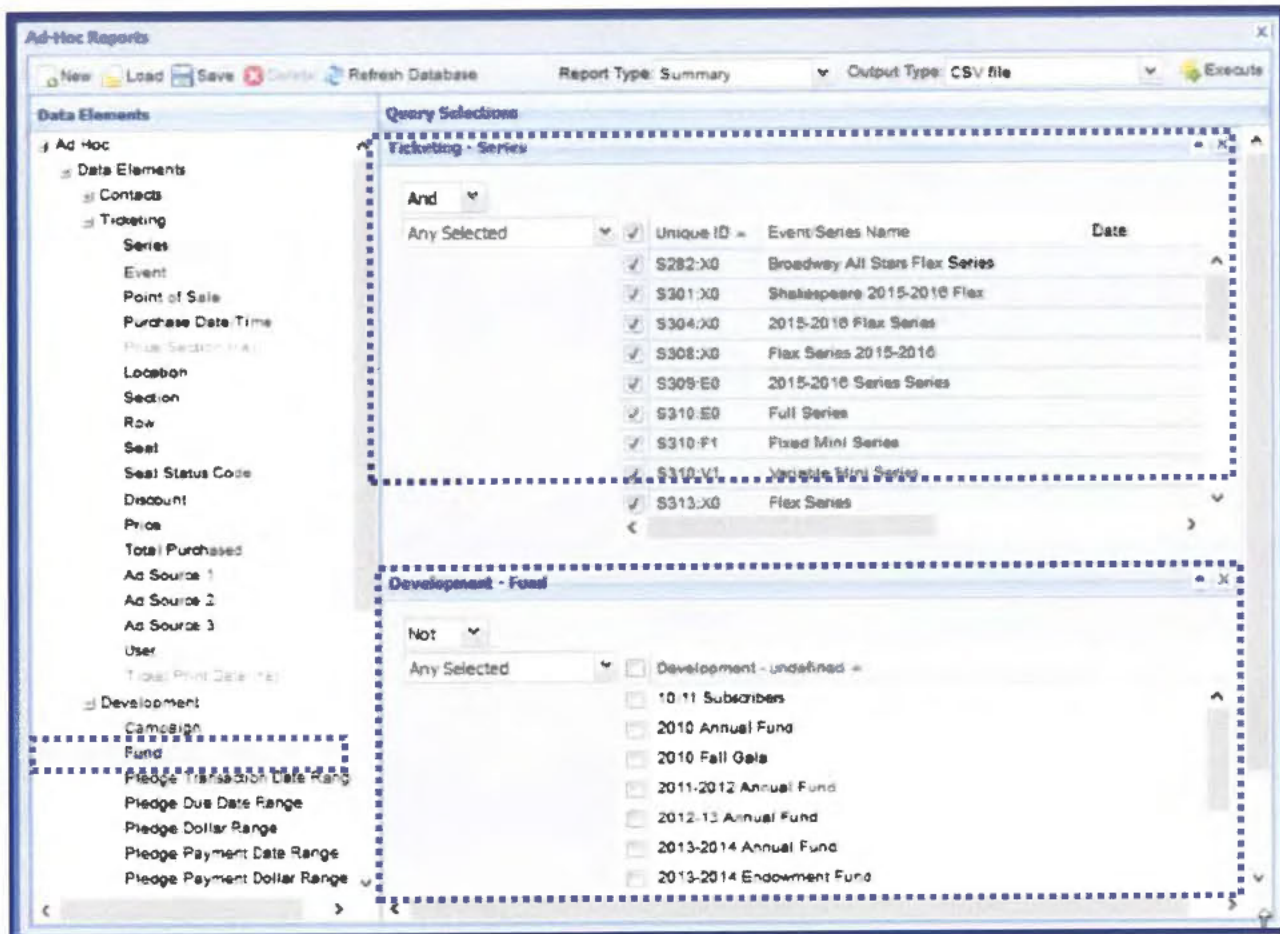 Ad-Hoc Reports
New Load Save Delete Refresh Database Report Type: Summary Output Type: CSV file Execute
Data Elements
Ad Hoc
Data Elements
Contacts
Ticketing
Series
Event
Point of Sale
Purchase Date/Time
Location
Section
Row
Seat
Seat Status Code
Discount
Price
Total Purchased
Ad Source 1
Ad Source 2
Ad Source 3
User
Development
Campaign
Fund
Pledge Transaction Date Rang
Pledge Due Date Range
Pledge Dollar Range
Pledge Payment Date Range
Pledge Payment Dollar Range
Query Selections
Ticketing - Series
And
Any Selected Unique ID Event/Series Name Date
S282:X0 Broadway All Stars Flex Series
S301:X0 Shakespeare 2015-2016 Flex
S304:X0 2015-2016 Flex Series
S308:X0 Flex Series 2015-2016
S309:E0 2015-2016 Series Series
S310:E0 Full Series
S310:F1 Fixed Mini Series
S310:V1 Variable Mini Series
S313:X0 Flex Series
Development - Fund
Not
Any Selected Development - undefined
10-11 Subscribers
2010 Annual Fund
2010 Fall Gala
2011-2012 Annual Fund
2012-13 Annual Fund
2013-2014 Annual Fund
2013-2014 Endowment Fund